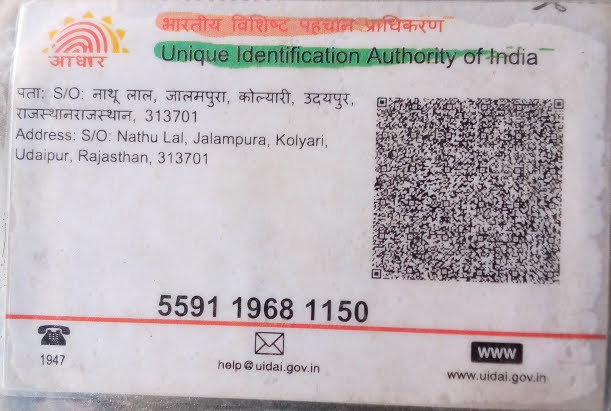 भारतीय विशिष्ट पहचान प्राधिकरण
Unique Identification Authority of India
आधार
पता: S/O: नाथू लाल, जालमपुरा, कोल्यारी, उदयपुर,
राजस्थानराजस्थान, 313701
Address: S/O: Nathu Lal, Jalampura, Kolyari,
Udaipur, Rajasthan, 313701
5591 1968 1150
1947
help@uidai.gov.in
www
www.uidai.gov.in